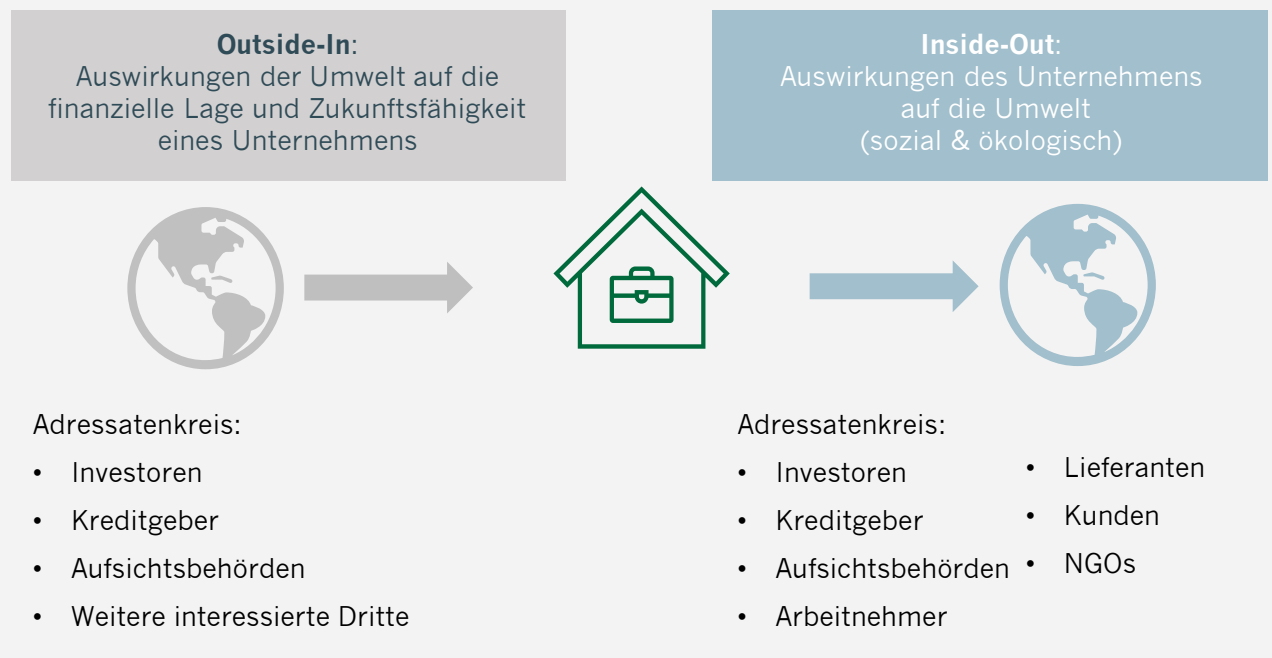 Outside-In:
Auswirkungen der Umwelt auf die
finanzielle Lage und Zukunftsfähigkeit
eines Unternehmens
Inside-Out:
Auswirkungen des Unternehmens
auf die Umwelt
(sozial & ökologisch)
Adressatenkreis:
• Investoren
• Kreditgeber
• Aufsichtsbehörden
• Weitere interessierte Dritte
Adressatenkreis:
• Investoren
• Kreditgeber
• Aufsichtsbehörden
• Arbeitnehmer
• Lieferanten
• Kunden
• NGOs